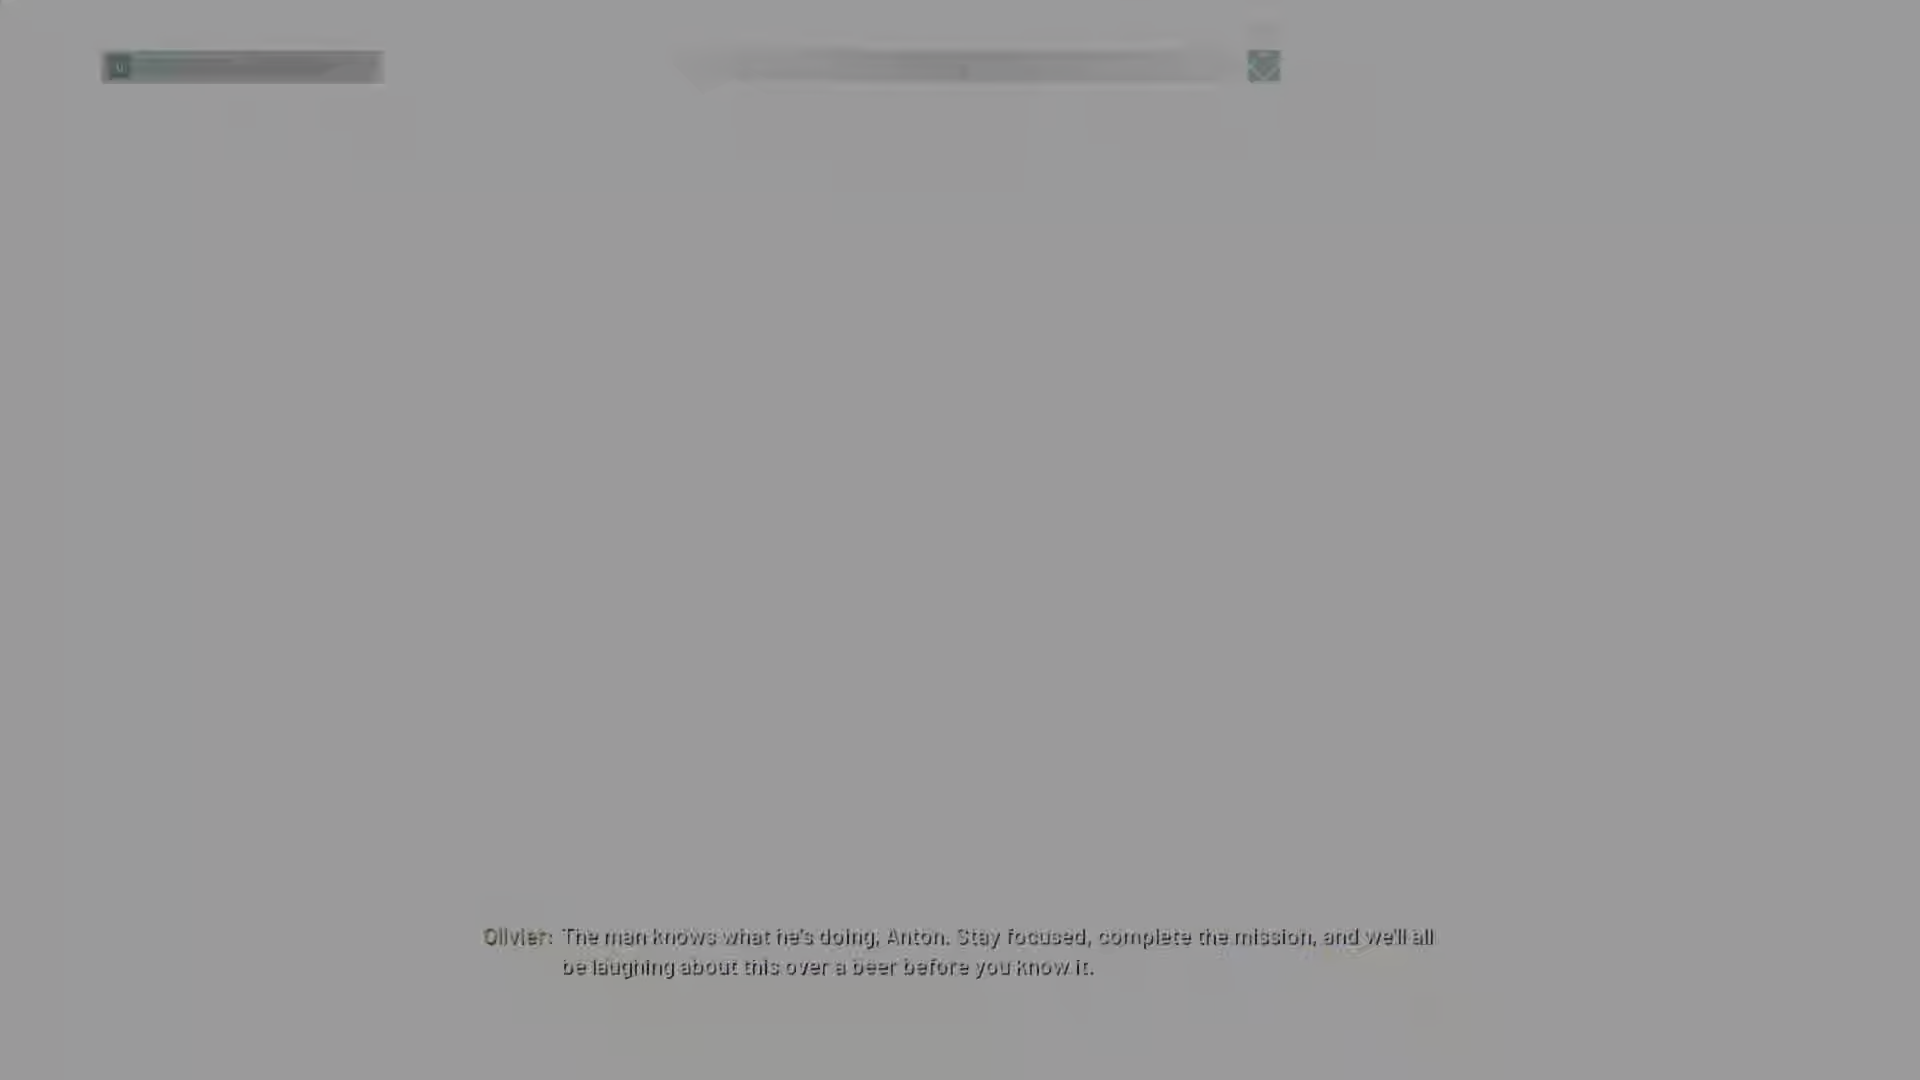 Olivier: The man knows what he's doing, Anton. Stay focused, complete the mission, and we'll all
be laughing about this over a beer before you know it.